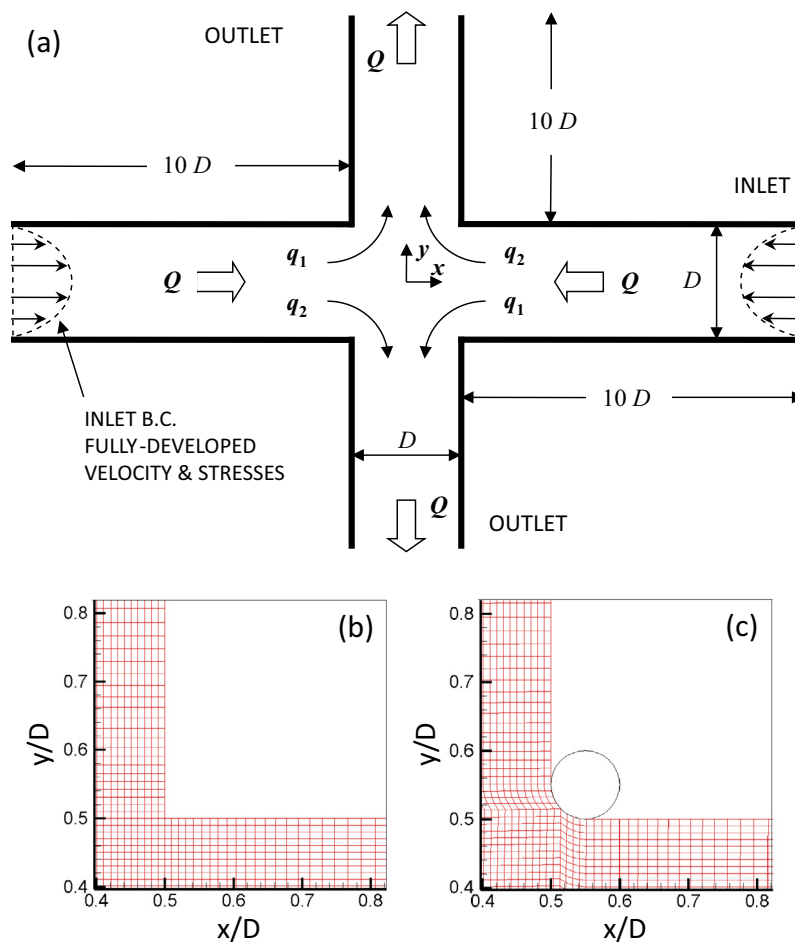 (a)
OUTLET
Q
10 D
10 D
INLET
q1
y
q2
Q
x
Q
D
q2
q1
10 D
INLET B.C.
FULLY-DEVELOPED
VELOCITY & STRESSES
D
Q
OUTLET
(b)
0.8
0.7
0.6
0.5
0.4
y/D
0.4 0.5 0.6 0.7 0.8
x/D
(c)
0.8
0.7
0.6
0.5
0.4
y/D
0.4 0.5 0.6 0.7 0.8
x/D